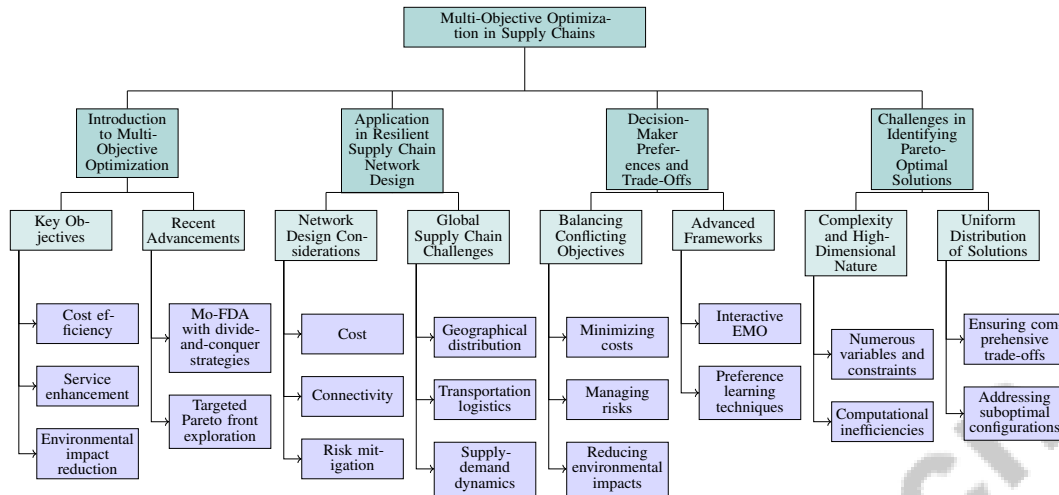 Multi-Objective Optimiza-
tion in Supply Chains
Introduction
to Multi-
Objective
Optimization
Application
in Resilient
Supply Chain
Network
Design
Decision-
Maker
Prefer-
ences and
Trade-Offs
Challenges in
Identifying
Pareto-
Optimal
Solutions
Key Ob-
jectives
Recent
Advancements
Network
Design Con-
siderations
Global
Supply Chain
Challenges
Balancing
Conflicting
Objectives
Advanced
Frameworks
Complexity
and High-
Dimensional
Nature
Uniform
Distribution
of Solutions
Cost ef-
ficiency
Service
enhancement
Environmental
impact
reduction
Mo-FDA
with divide-
and-conquer
strategies
Targeted
Pareto front
exploration
Cost
Connectivity
Risk mit-
igation
Geographical
distribution
Transportation
logistics
Supply-
demand
dynamics
Minimizing
costs
Managing
risks
Reducing
environmental
impacts
Interactive
EMO
Preference
learning
techniques
Numerous
variables and
constraints
Computational
inefficiencies
Ensuring com
prehensive
trade-offs
Addressing
suboptimal
configurations